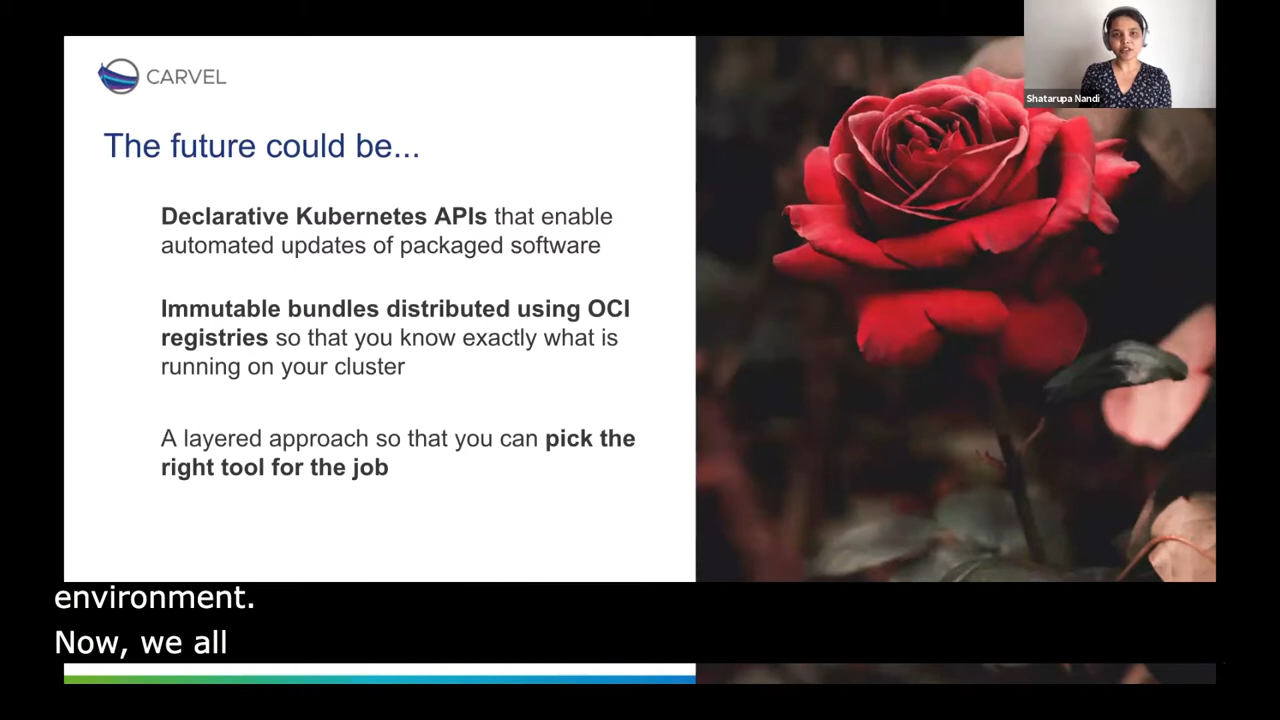 CARVEL
Shatarupa Nandi
The future could be...
Declarative Kubernetes APIs that enable
automated updates of packaged software
Immutable bundles distributed using OCI
registries so that you know exactly what is
running on your cluster
A layered approach so that you can pick the
right tool for the job
environment.
Now, we all